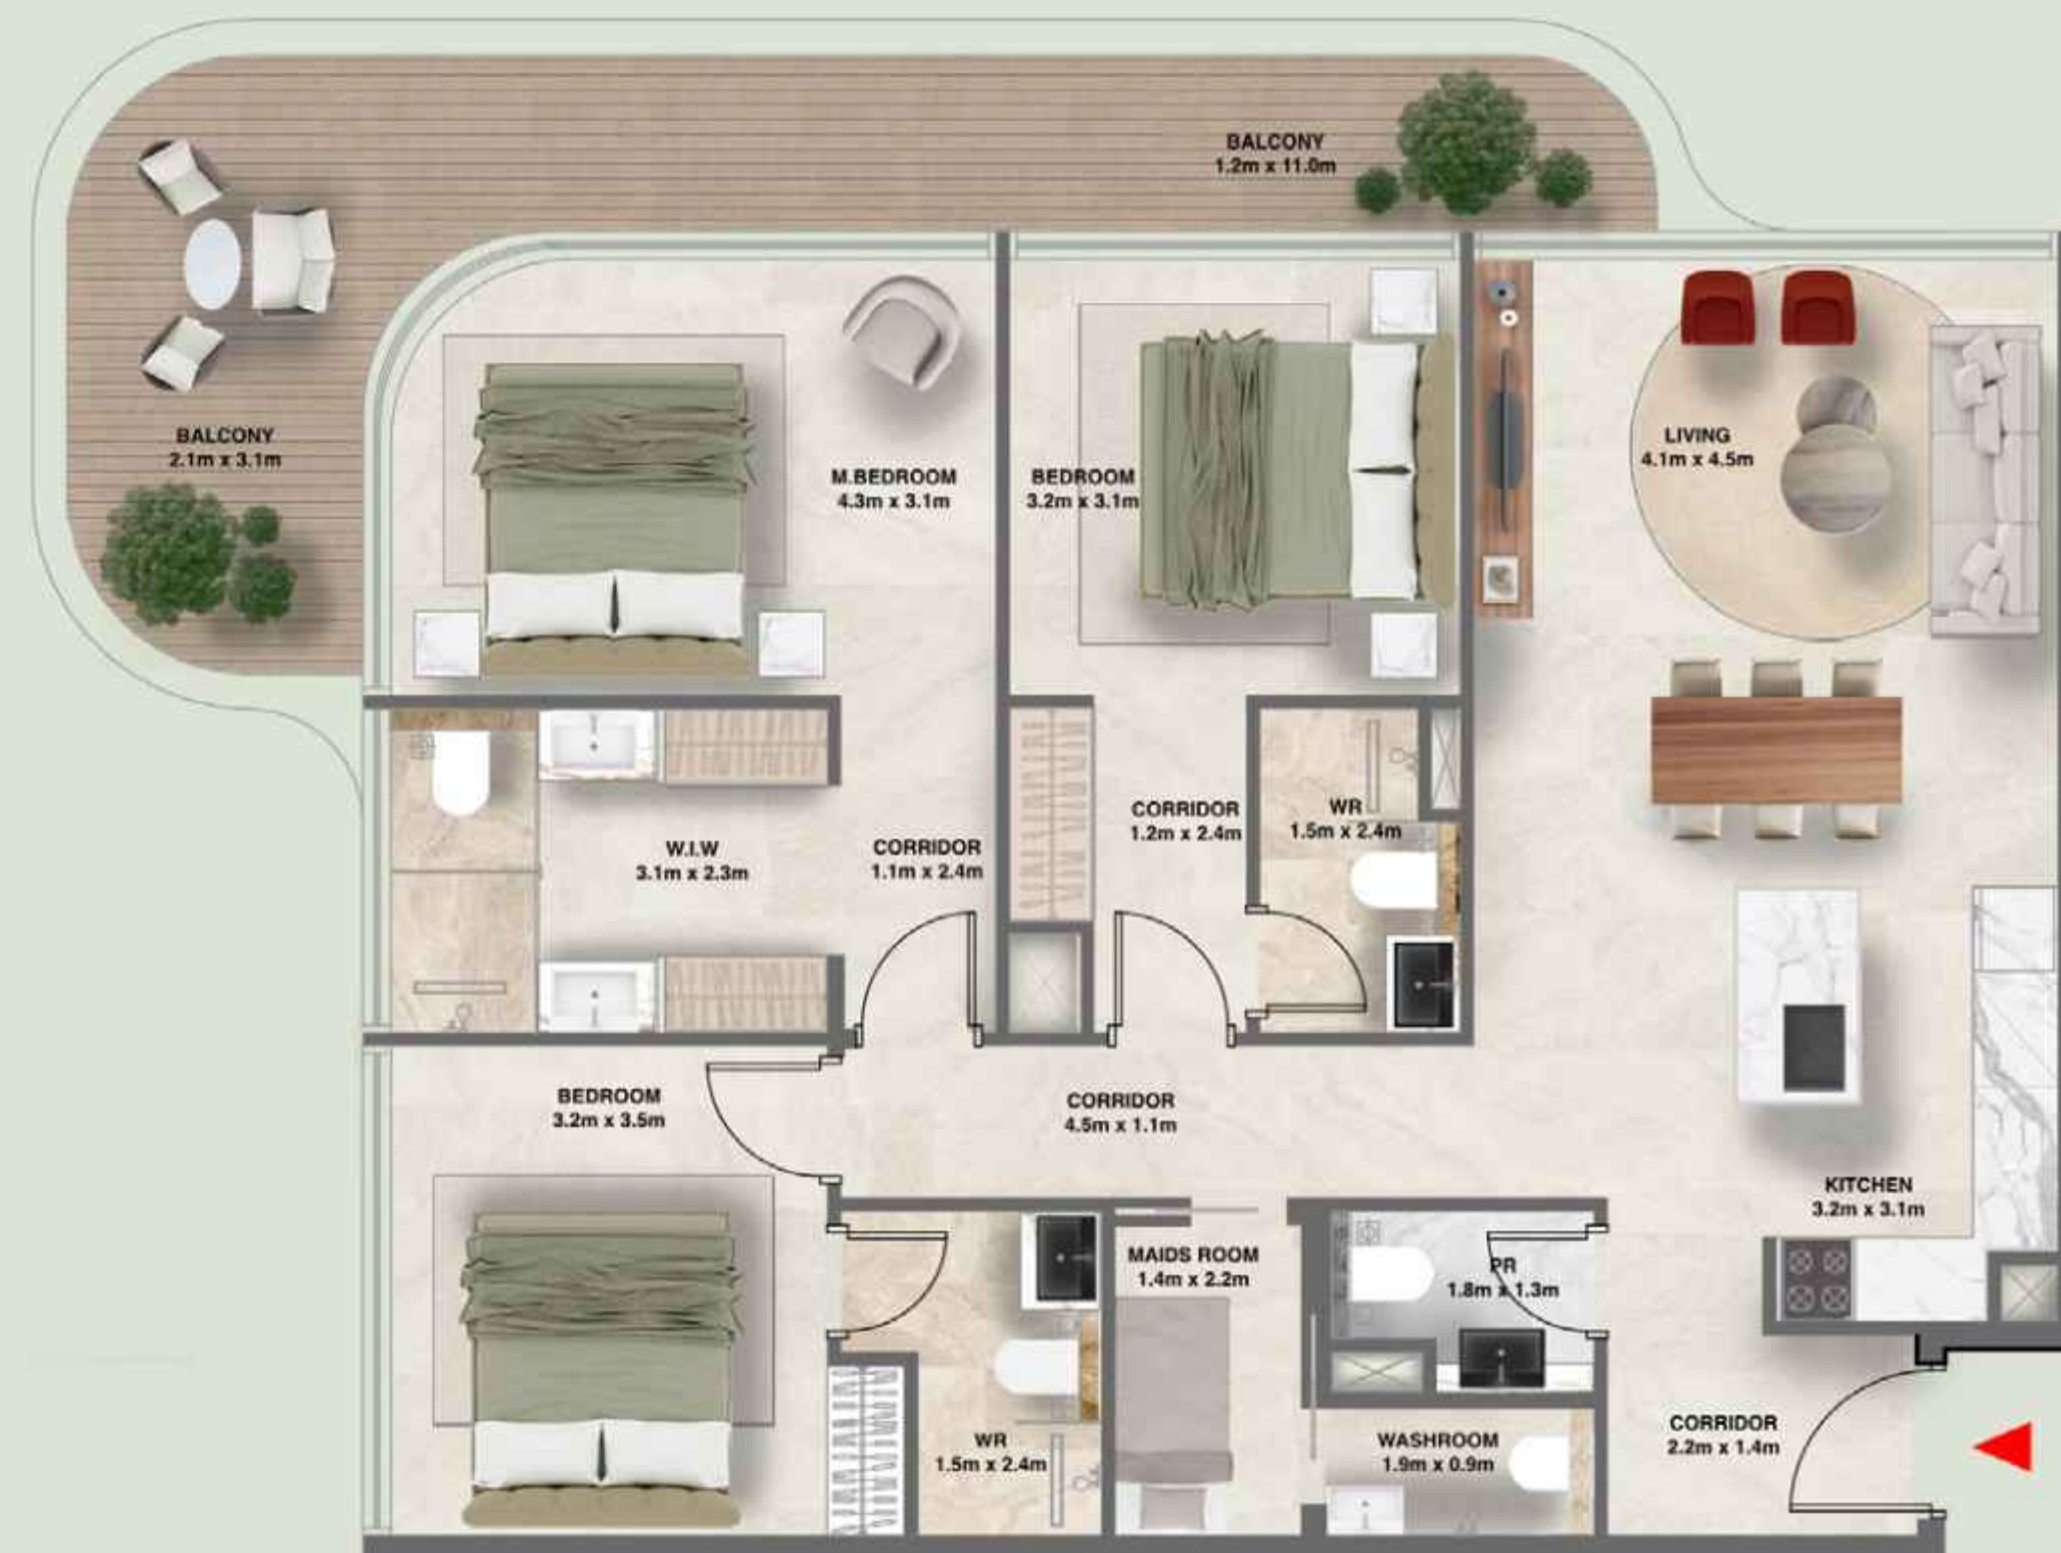 BALCONY
1.2m x 11.0m
BALCONY
2.1m x 3.1m
M.BEDROOM
4.3m x 3.1m
BEDROOM
3.2m x 3.1m
LIVING
4.1m x 4.5m
W.I.W
3.1m x 2.3m
CORRIDOR
1.1m x 2.4m
CORRIDOR
1.2m x 2.4m
WR
1.5m x 2.4m
BEDROOM
3.2m x 3.5m
CORRIDOR
4.5m x 1.1m
KITCHEN
3.2m x 3.1m
MAIDS ROOM
1.4m x 2.2m
PR
1.8m x 1.3m
WR
1.5m x 2.4m
WASHROOM
1.9m x 0.9m
CORRIDOR
2.2m x 1.4m